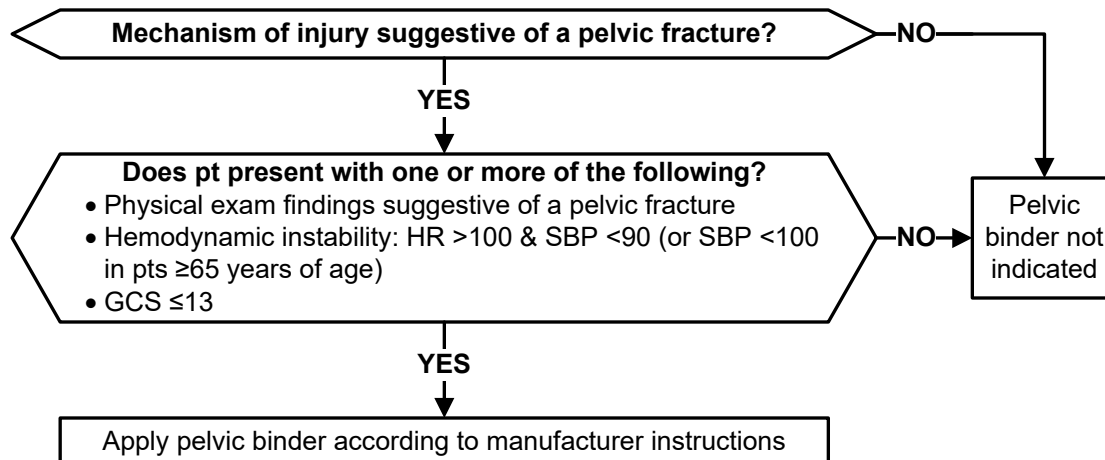 Mechanism of injury suggestive of a pelvic fracture?
NO
YES
Does pt present with one or more of the following?
• Physical exam findings suggestive of a pelvic fracture
• Hemodynamic instability: HR >100 & SBP <90 (or SBP <100
in pts ≥65 years of age)
• GCS ≤13
NO
Pelvic
binder not
indicated
YES
Apply pelvic binder according to manufacturer instructions